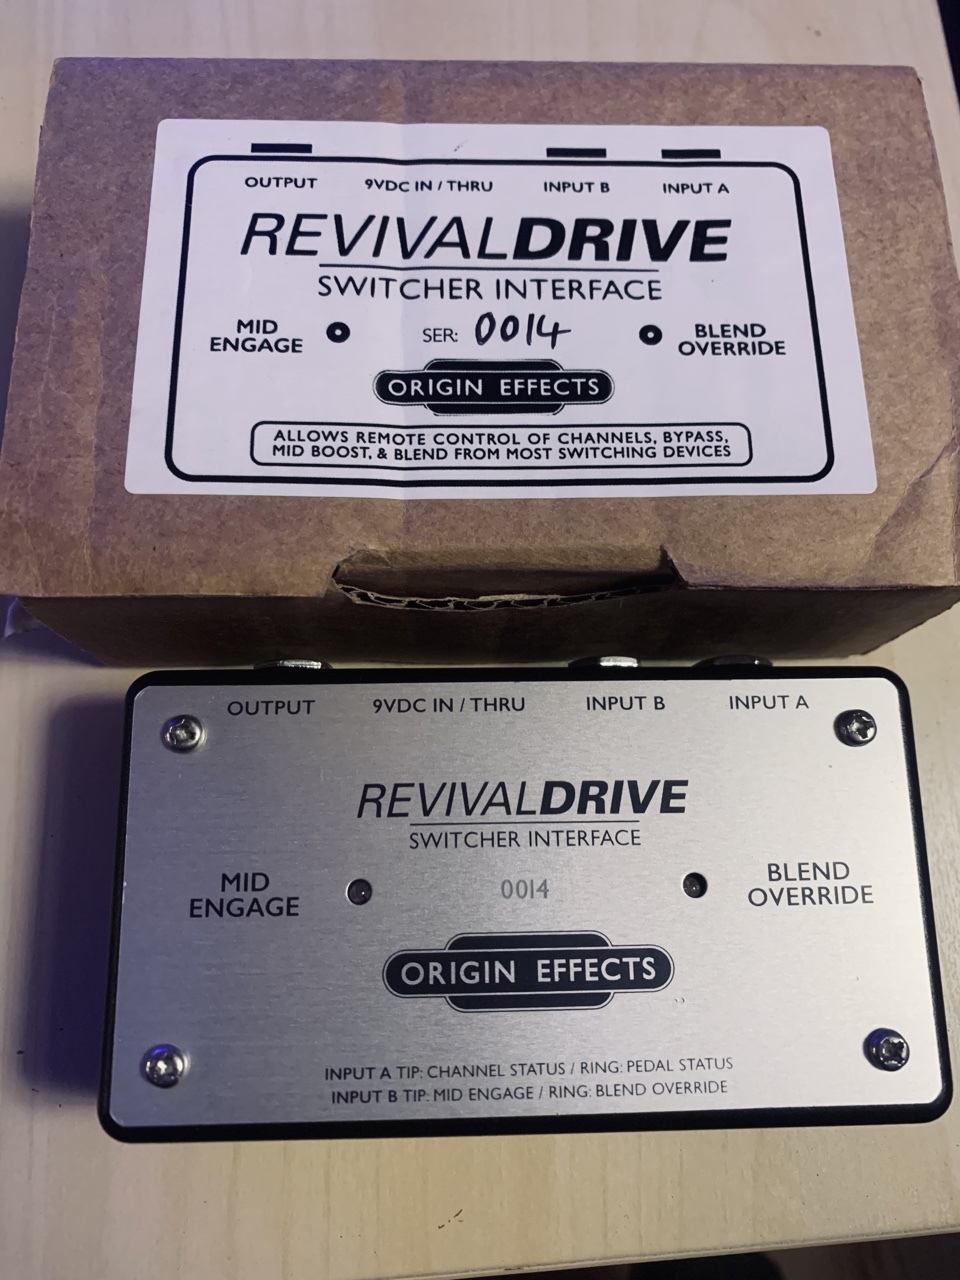 OUTPUT 9VDC IN / THRU INPUT B INPUT A
REVIVALDRIVE
SWITCHER INTERFACE
MID
ENGAGE
SER: 0014
BLEND
OVERRIDE
ORIGIN EFFECTS
ALLOWS REMOTE CONTROL OF CHANNELS, BYPASS,
MID BOOST, & BLEND FROM MOST SWITCHING DEVICES
OUTPUT 9VDC IN / THRU INPUT B INPUT A
REVIVALDRIVE
SWITCHER INTERFACE
MID
ENGAGE
0014
BLEND
OVERRIDE
ORIGIN EFFECTS
INPUT A TIP: CHANNEL STATUS / RING: PEDAL STATUS
INPUT B TIP: MID ENGAGE / RING: BLEND OVERRIDE